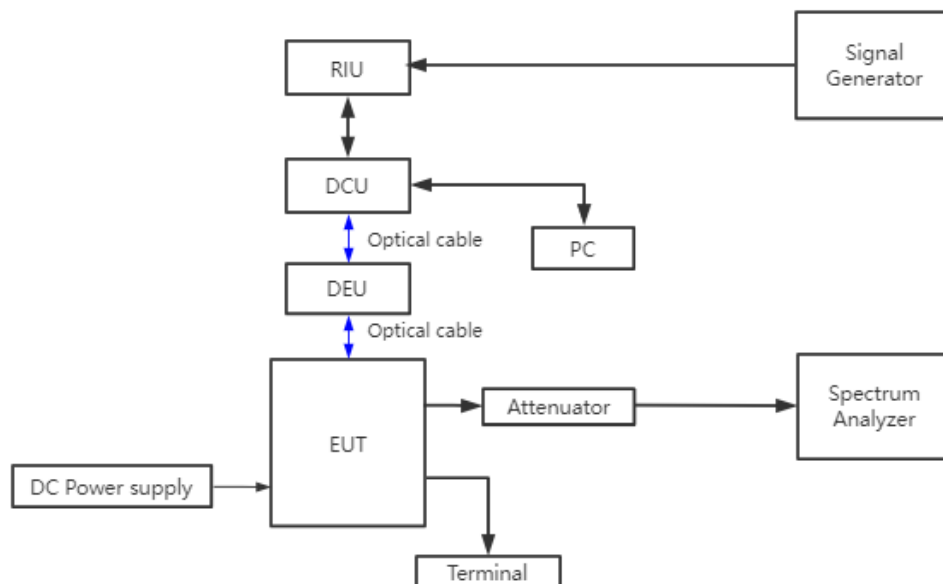 Signal
Generator
RIU
DCU
Optical cable
PC
DEU
Optical cable
EUT
Attenuator
Spectrum
Analyzer
DC Power supply
Terminal